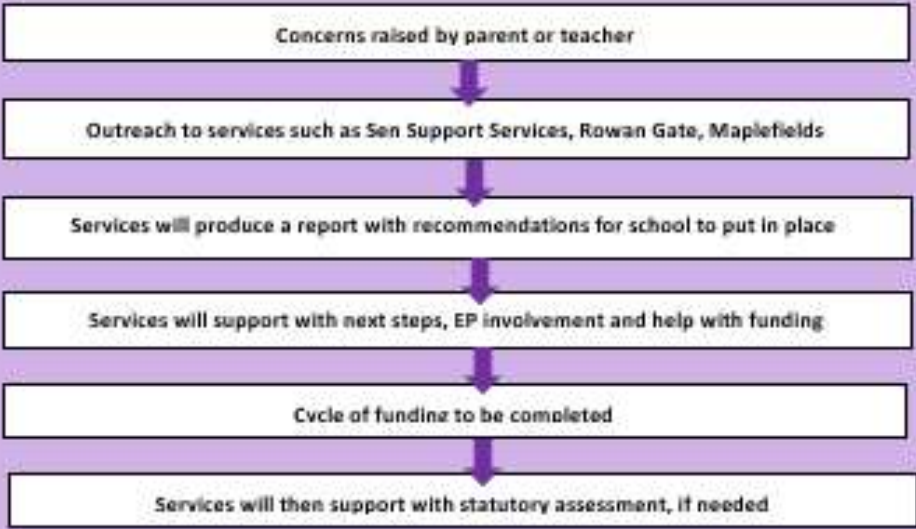 Concerns raised by parent or teacher
Outreach to services such as Sen Support Services, Rowan Gate, Maplefields
Services will produce a report with recommendations for school to put in place
Services will support with next steps, EP involvement and help with funding
Cycle of funding to be completed
Services will then support with statutory assessment, if needed